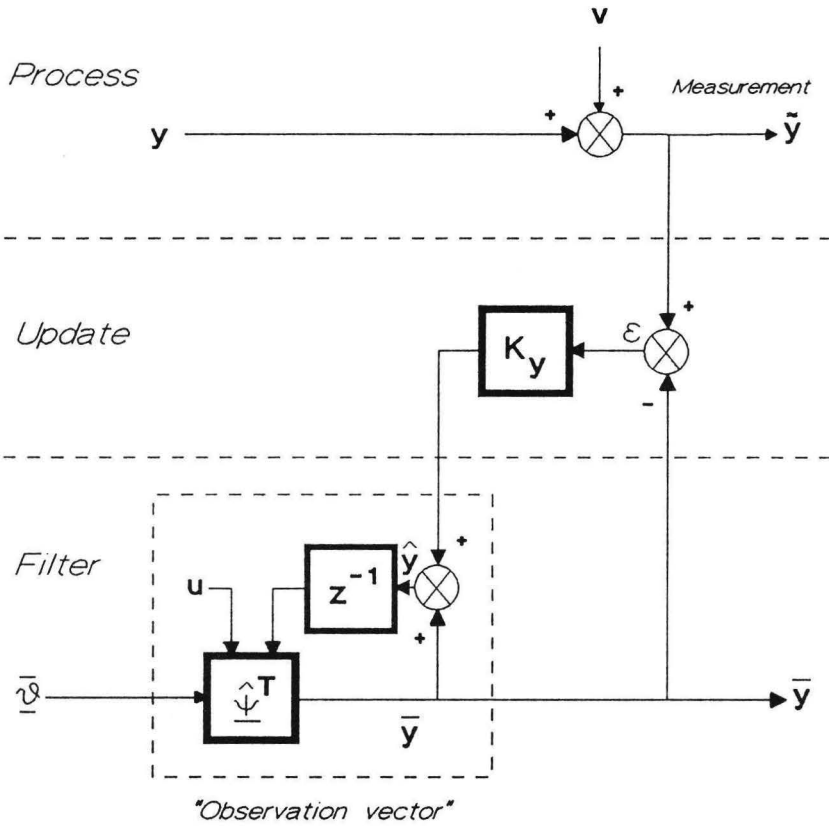 v
Process
Measurement
+
+
y
ỹ
Update
+
ε
K_y
-
Filter
+
ŷ
z⁻¹
u
+
ϑ̅
ψ̂ᵀ
y̅
y̅
"Observation vector"